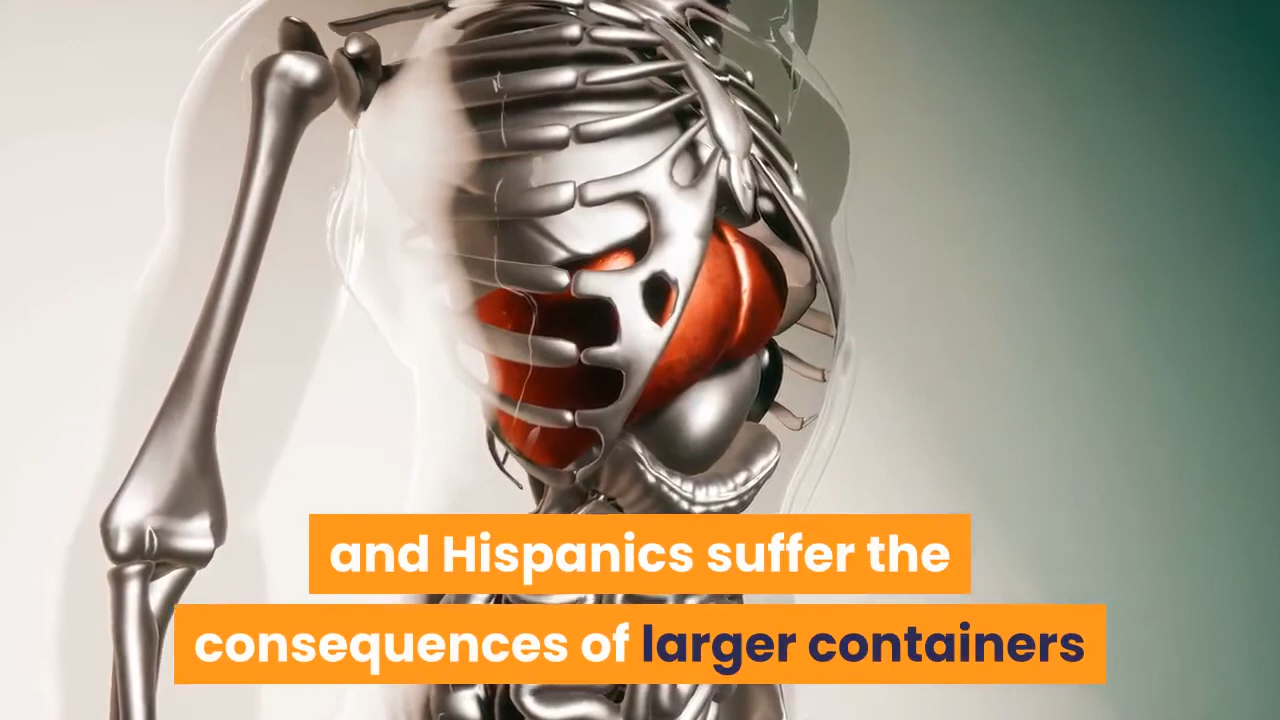 and Hispanics suffer the
consequences of larger containers